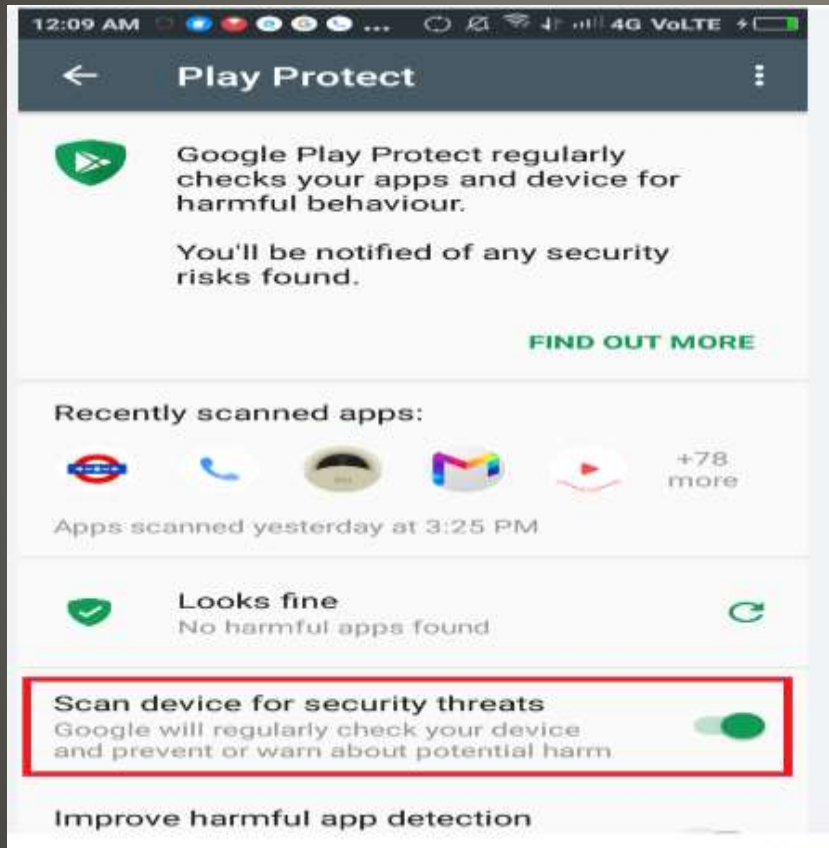 12:09 AM ... 4G VoLTE
Play Protect
Google Play Protect regularly
checks your apps and device for
harmful behaviour.
You'll be notified of any security
risks found.
FIND OUT MORE
Recently scanned apps:
+78
more
Apps scanned yesterday at 3:25 PM
Looks fine
No harmful apps found
Scan device for security threats
Google will regularly check your device
and prevent or warn about potential harm
Improve harmful app detection